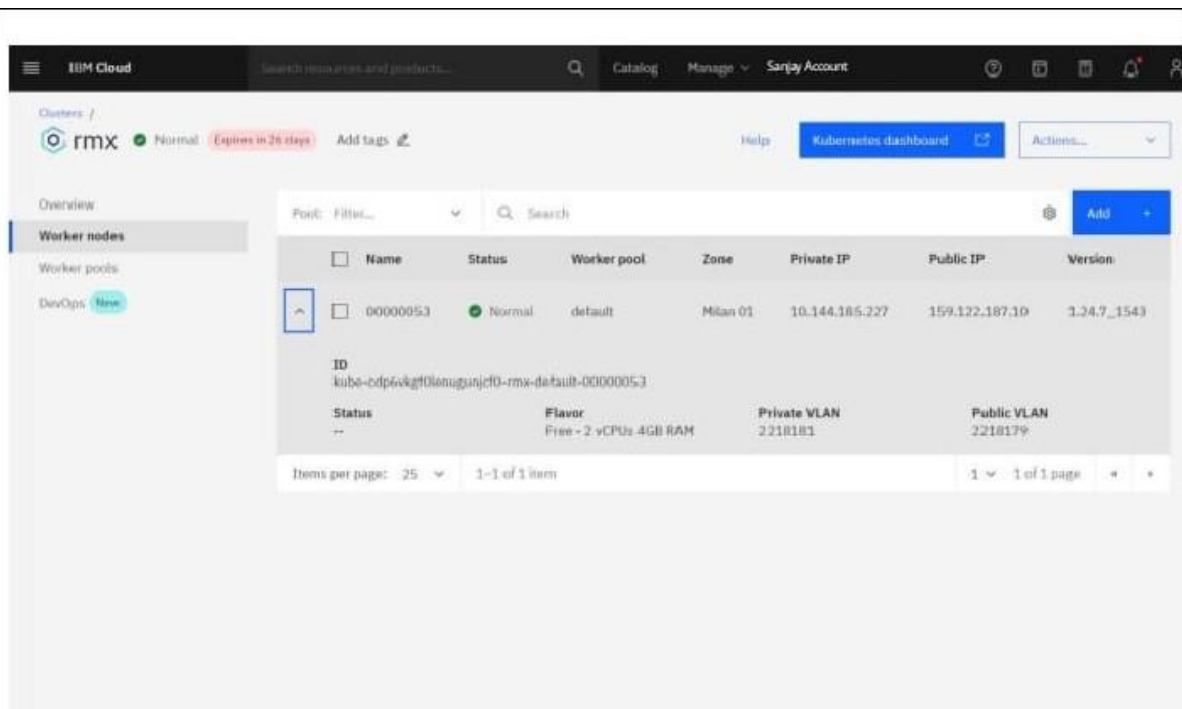 IBM Cloud Search resources and products... Catalog Manage Sanjay Account
Clusters /
rmx Normal Expires in 26 days Add tags Help Kubernetes dashboard Actions...
Overview
Worker nodes
Worker pools
DevOps New
Pool: Filter... Search Add +
Name Status Worker pool Zone Private IP Public IP Version
00000053 Normal default Milan 01 10.144.185.227 159.122.187.10 1.24.7_1543
ID
Status Flavor Private VLAN Public VLAN
-- Free - 2 vCPUs 4GB RAM 2218181 2218179
Items per page: 25 1-1 of 1 item 1 1 of 1 page